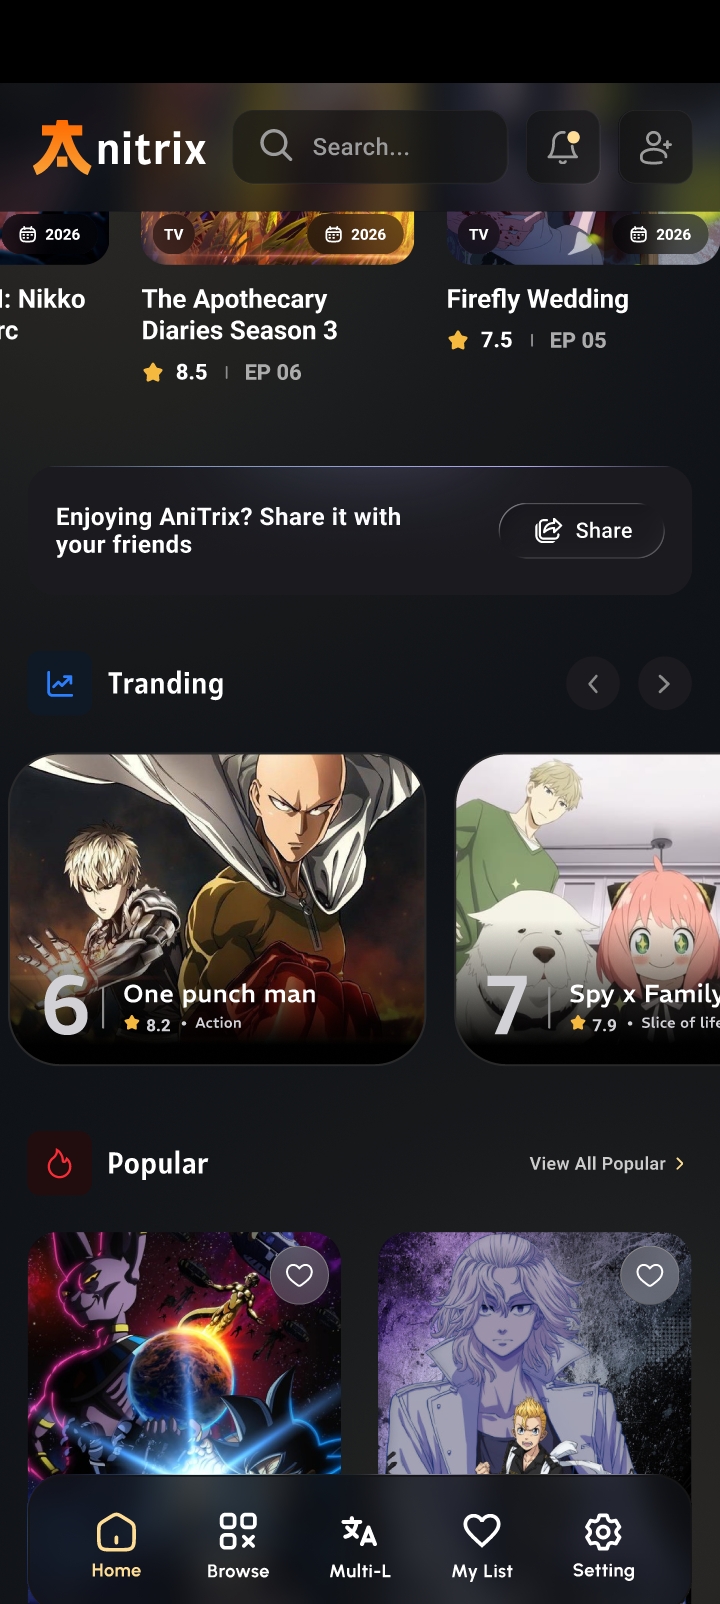 Anitrix
Search...
2026
TV
2026
TV
2026
: Nikko
rc
The Apothecary
Diaries Season 3
8.5 | EP 06
Firefly Wedding
7.5 | EP 05
Enjoying AniTrix? Share it with
your friends
Share
Tranding
6
One punch man
8.2 • Action
7
Spy x Family
7.9 • Slice of life
Popular
View All Popular
Home
Browse
Multi-L
My List
Setting